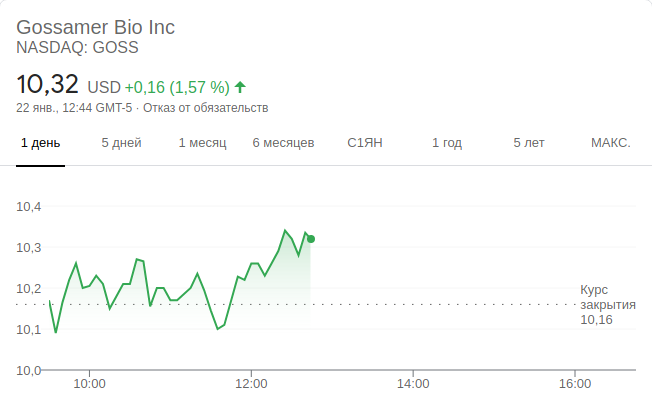 Gossamer Bio Inc
NASDAQ: GOSS
10,32 USD +0,16 (1,57 %)
22 янв., 12:44 GMT-5 · Отказ от обязательств
1 день 5 дней 1 месяц 6 месяцев С1ЯН 1 год 5 лет МАКС.
10,4
10,3
10,2
10,1
10,0
Курс
закрытия
10,16
10:00 12:00 14:00 16:00